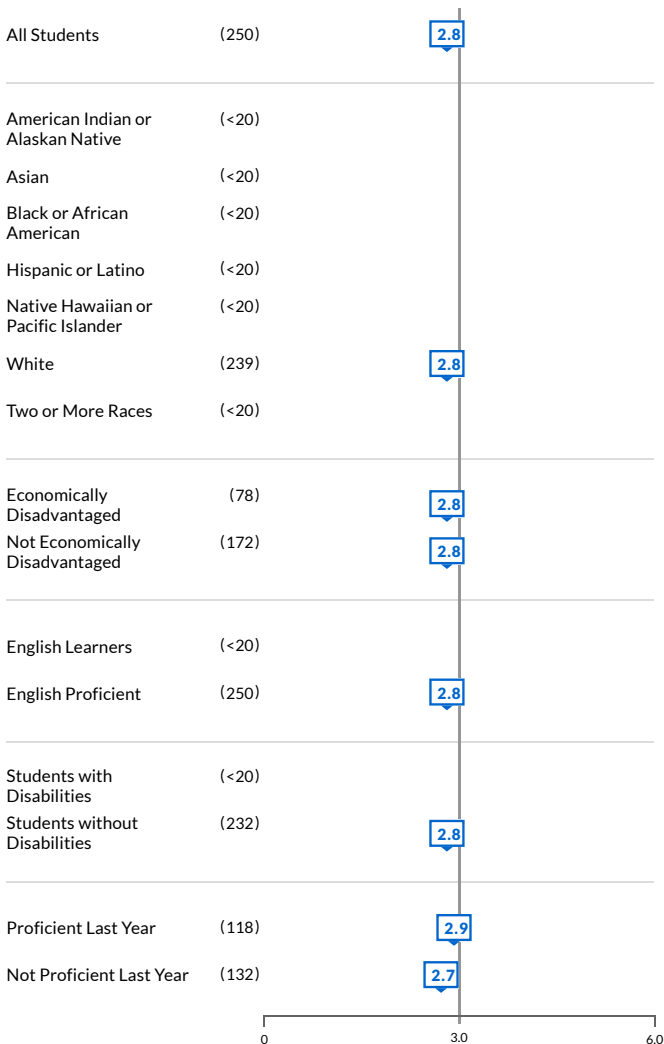 All Students (250) 2.8
American Indian or (<20)
Alaskan Native
Asian (<20)
Black or African (<20)
American
Hispanic or Latino (<20)
Native Hawaiian or (<20)
Pacific Islander
White (239) 2.8
Two or More Races (<20)
Economically (78) 2.8
Disadvantaged
Not Economically (172) 2.8
Disadvantaged
English Learners (<20)
English Proficient (250) 2.8
Students with (<20)
Disabilities
Students without (232) 2.8
Disabilities
Proficient Last Year (118) 2.9
Not Proficient Last Year (132) 2.7
0 3.0 6.0